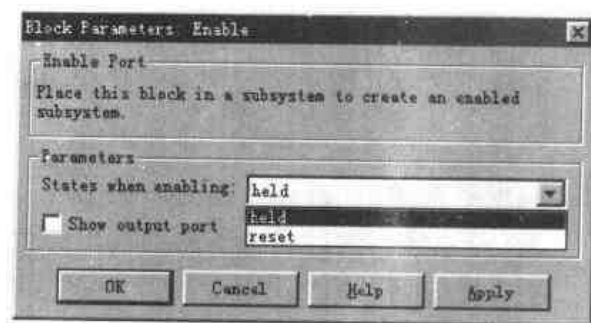 Block Parameters: Enable
Enable Port
Place this block in a subsystem to create an enabled
subsystem.
Parameters
States when enabling: held
held
Show output port
reset
OK Cancel Help Apply